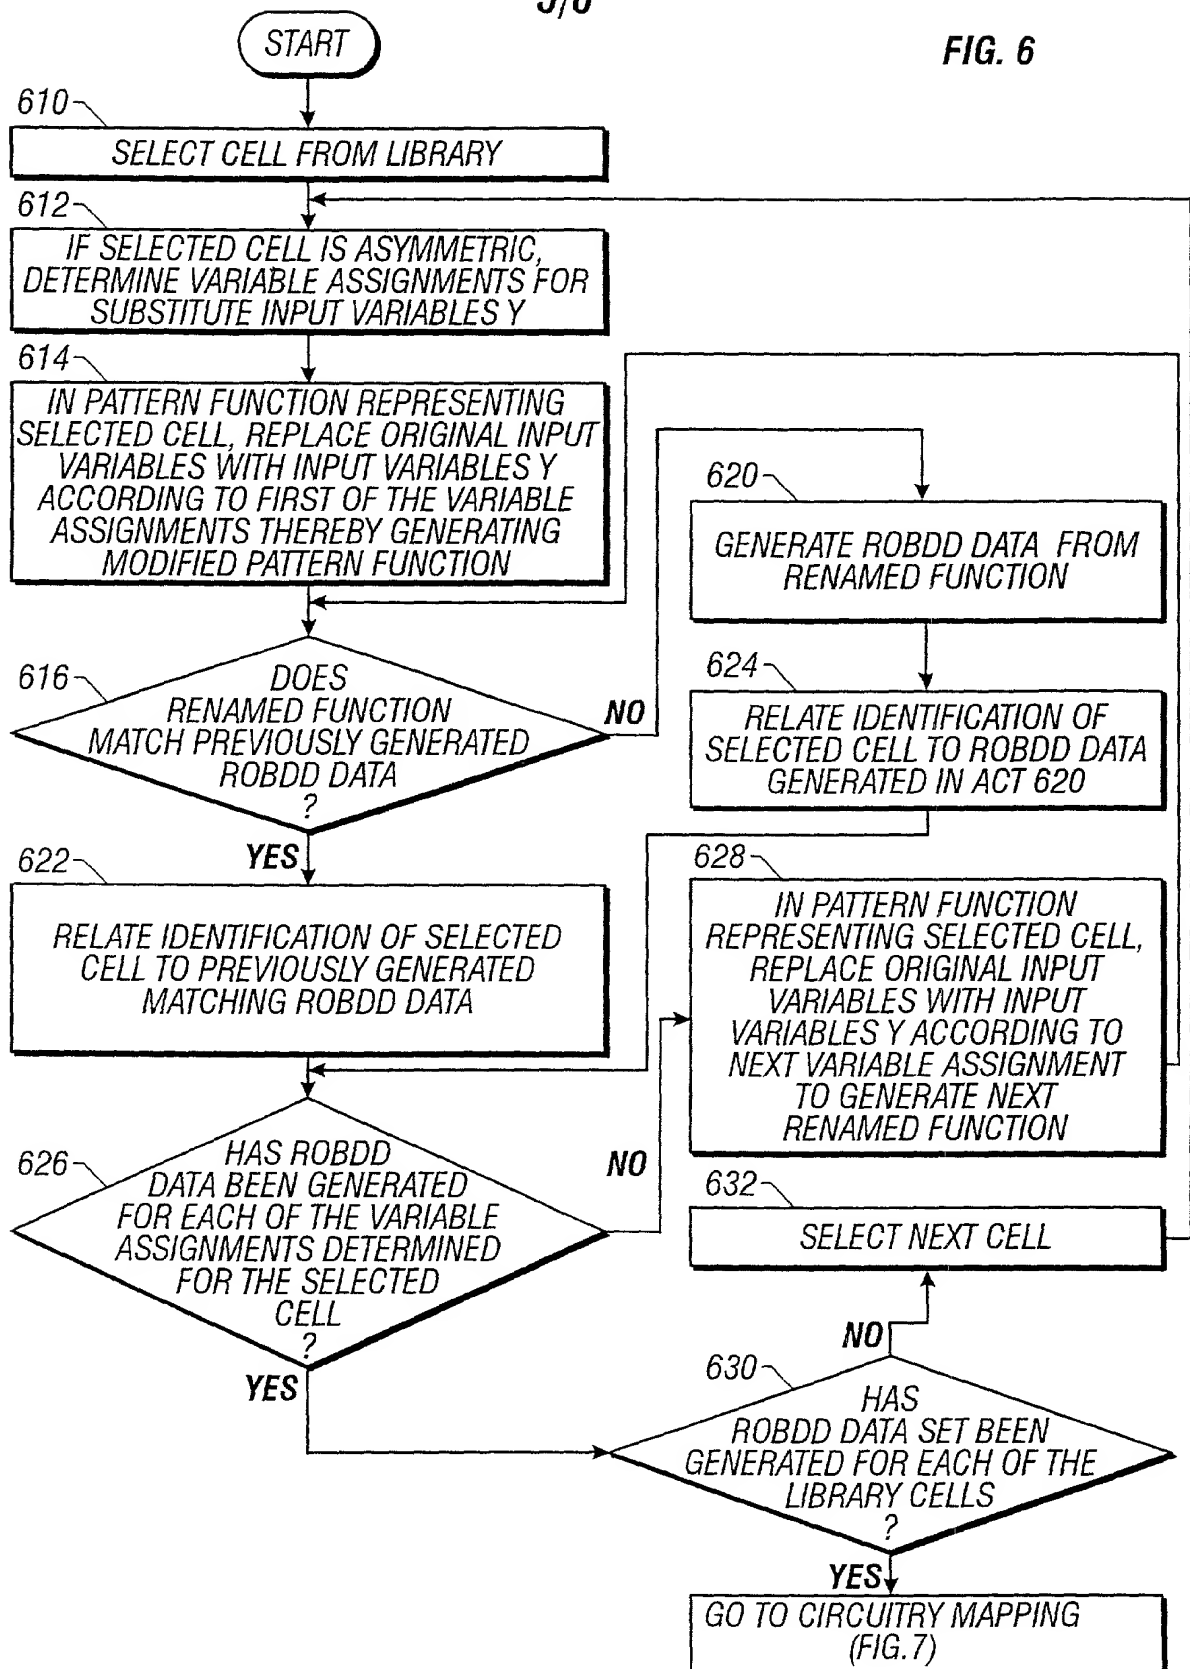 START
FIG. 6
610
SELECT CELL FROM LIBRARY
612
IF SELECTED CELL IS ASYMMETRIC,
DETERMINE VARIABLE ASSIGNMENTS FOR
SUBSTITUTE INPUT VARIABLES Y
614
IN PATTERN FUNCTION REPRESENTING
SELECTED CELL, REPLACE ORIGINAL INPUT
VARIABLES WITH INPUT VARIABLES Y
ACCORDING TO FIRST OF THE VARIABLE
ASSIGNMENTS THEREBY GENERATING
MODIFIED PATTERN FUNCTION
616
DOES
RENAMED FUNCTION
MATCH PREVIOUSLY GENERATED
ROBDD DATA
?
NO
YES
620
GENERATE ROBDD DATA FROM
RENAMED FUNCTION
624
RELATE IDENTIFICATION OF
SELECTED CELL TO ROBDD DATA
GENERATED IN ACT 620
622
RELATE IDENTIFICATION OF SELECTED
CELL TO PREVIOUSLY GENERATED
MATCHING ROBDD DATA
626
HAS ROBDD
DATA BEEN GENERATED
FOR EACH OF THE VARIABLE
ASSIGNMENTS DETERMINED
FOR THE SELECTED
CELL
?
NO
YES
628
IN PATTERN FUNCTION
REPRESENTING SELECTED CELL,
REPLACE ORIGINAL INPUT
VARIABLES WITH INPUT
VARIABLES Y ACCORDING TO
NEXT VARIABLE ASSIGNMENT
TO GENERATE NEXT
RENAMED FUNCTION
632
SELECT NEXT CELL
NO
630
HAS
ROBDD DATA SET BEEN
GENERATED FOR EACH OF THE
LIBRARY CELLS
?
YES
GO TO CIRCUITRY MAPPING
(FIG.7)